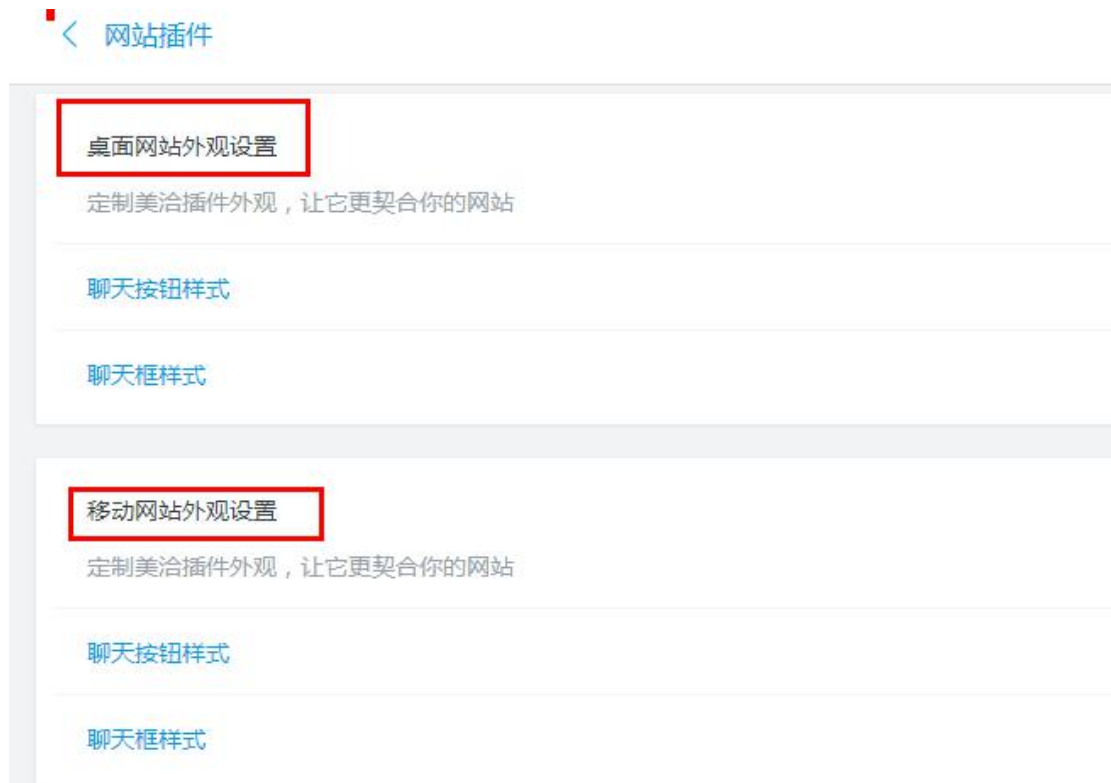 网站插件
桌面网站外观设置
定制美洽插件外观，让它更契合你的网站
聊天按钮样式
聊天框样式
移动网站外观设置
定制美洽插件外观，让它更契合你的网站
聊天按钮样式
聊天框样式